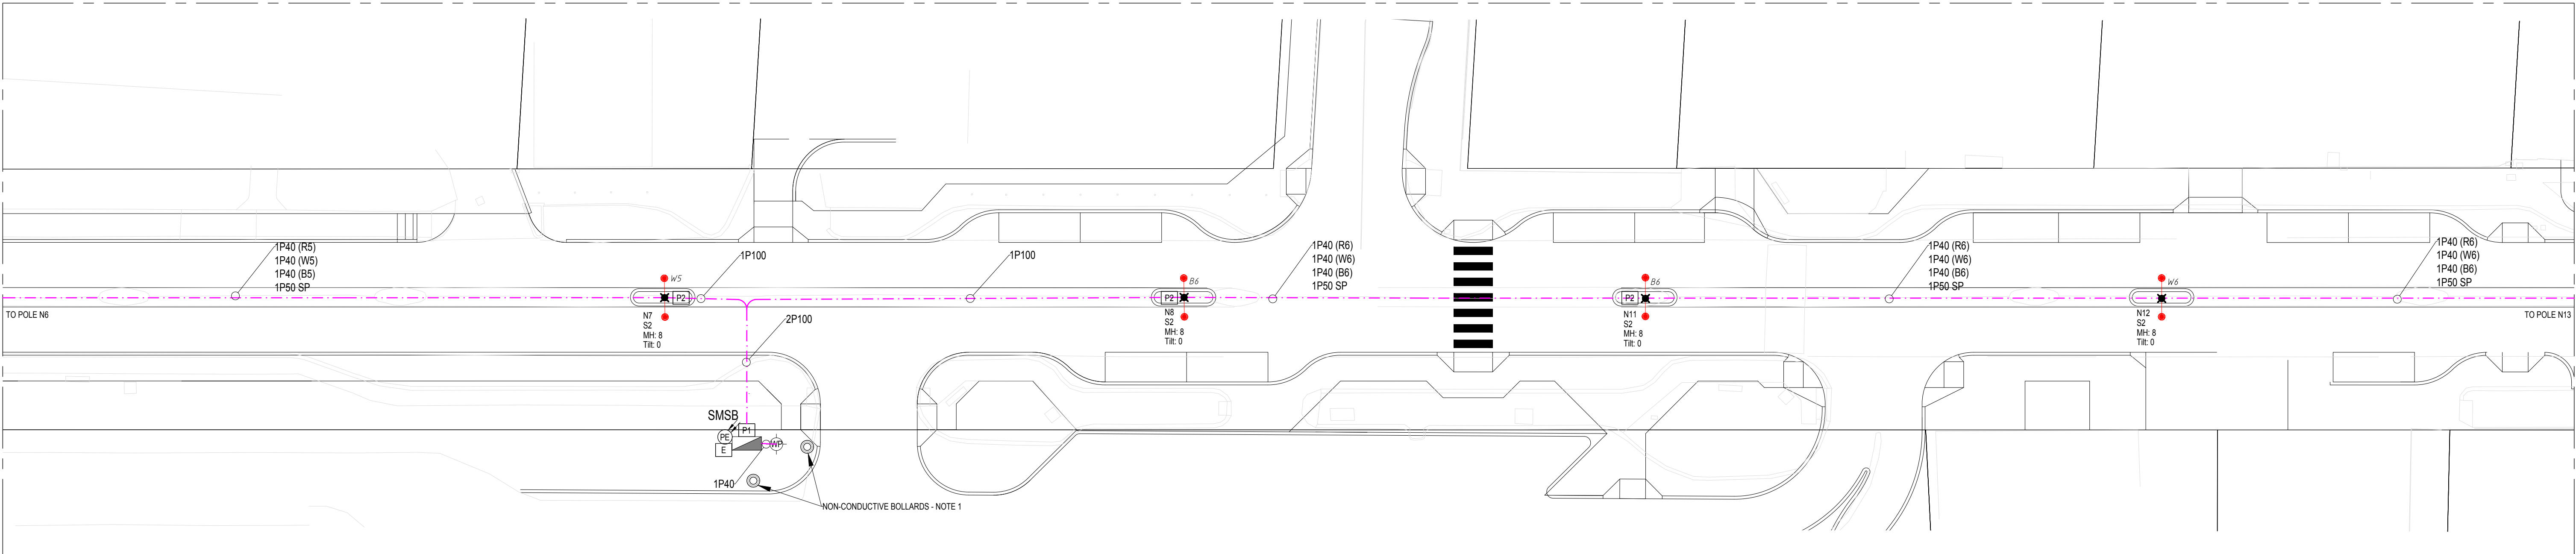 1P40 (R5)
1P40 (W5)
1P40 (B5)
1P50 SP
TO POLE N6
W5
P2
N7
S2
MH: 8
Tilt: 0
1P100
2P100
1P100
B6
P2
N8
S2
MH: 8
Tilt: 0
1P40 (R6)
1P40 (W6)
1P40 (B6)
1P50 SP
B6
P2
N11
S2
MH: 8
Tilt: 0
1P40 (R6)
1P40 (W6)
1P40 (B6)
1P50 SP
W6
N12
S2
MH: 8
Tilt: 0
1P40 (R6)
1P40 (W6)
1P40 (B6)
1P50 SP
TO POLE N13
SMSB
P1
PE
E
WP
1P40
NON-CONDUCTIVE BOLLARDS - NOTE 1